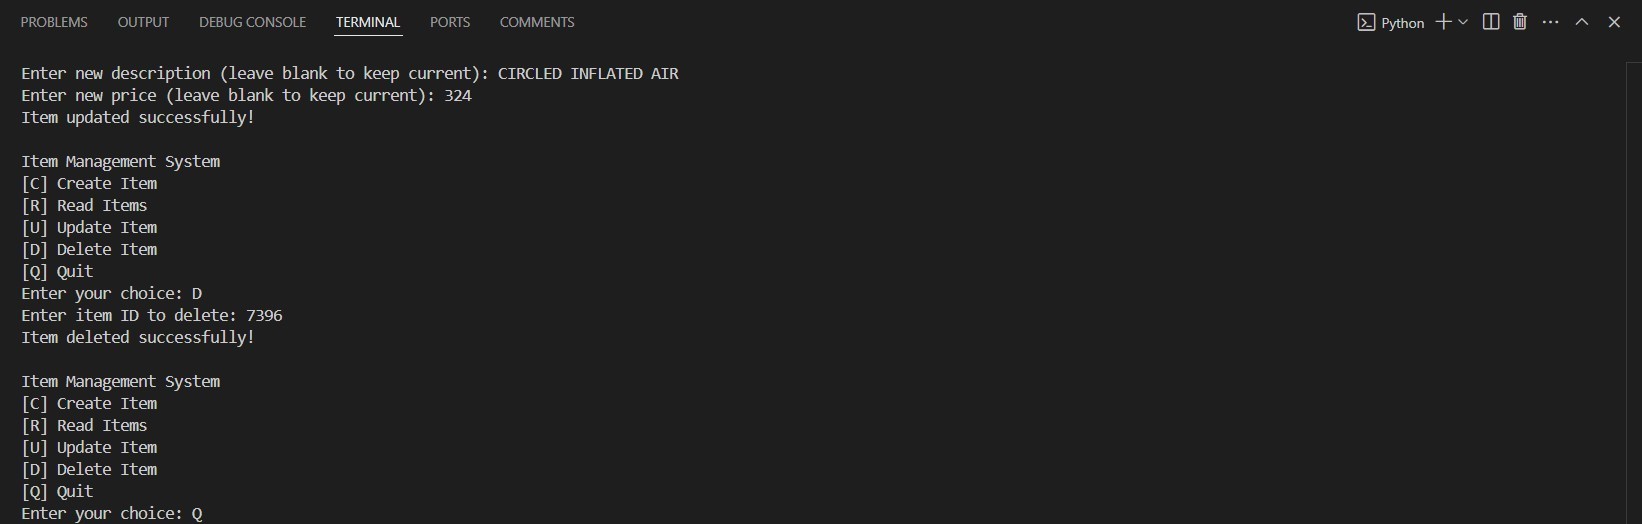 PROBLEMS OUTPUT DEBUG CONSOLE TERMINAL PORTS COMMENTS Python
Enter new description (leave blank to keep current): CIRCLED INFLATED AIR
Enter new price (leave blank to keep current): 324
Item updated successfully!
Item Management System
[C] Create Item
[R] Read Items
[U] Update Item
[D] Delete Item
[Q] Quit
Enter your choice: D
Enter item ID to delete: 7396
Item deleted successfully!
Item Management System
[C] Create Item
[R] Read Items
[U] Update Item
[D] Delete Item
[Q] Quit
Enter your choice: Q